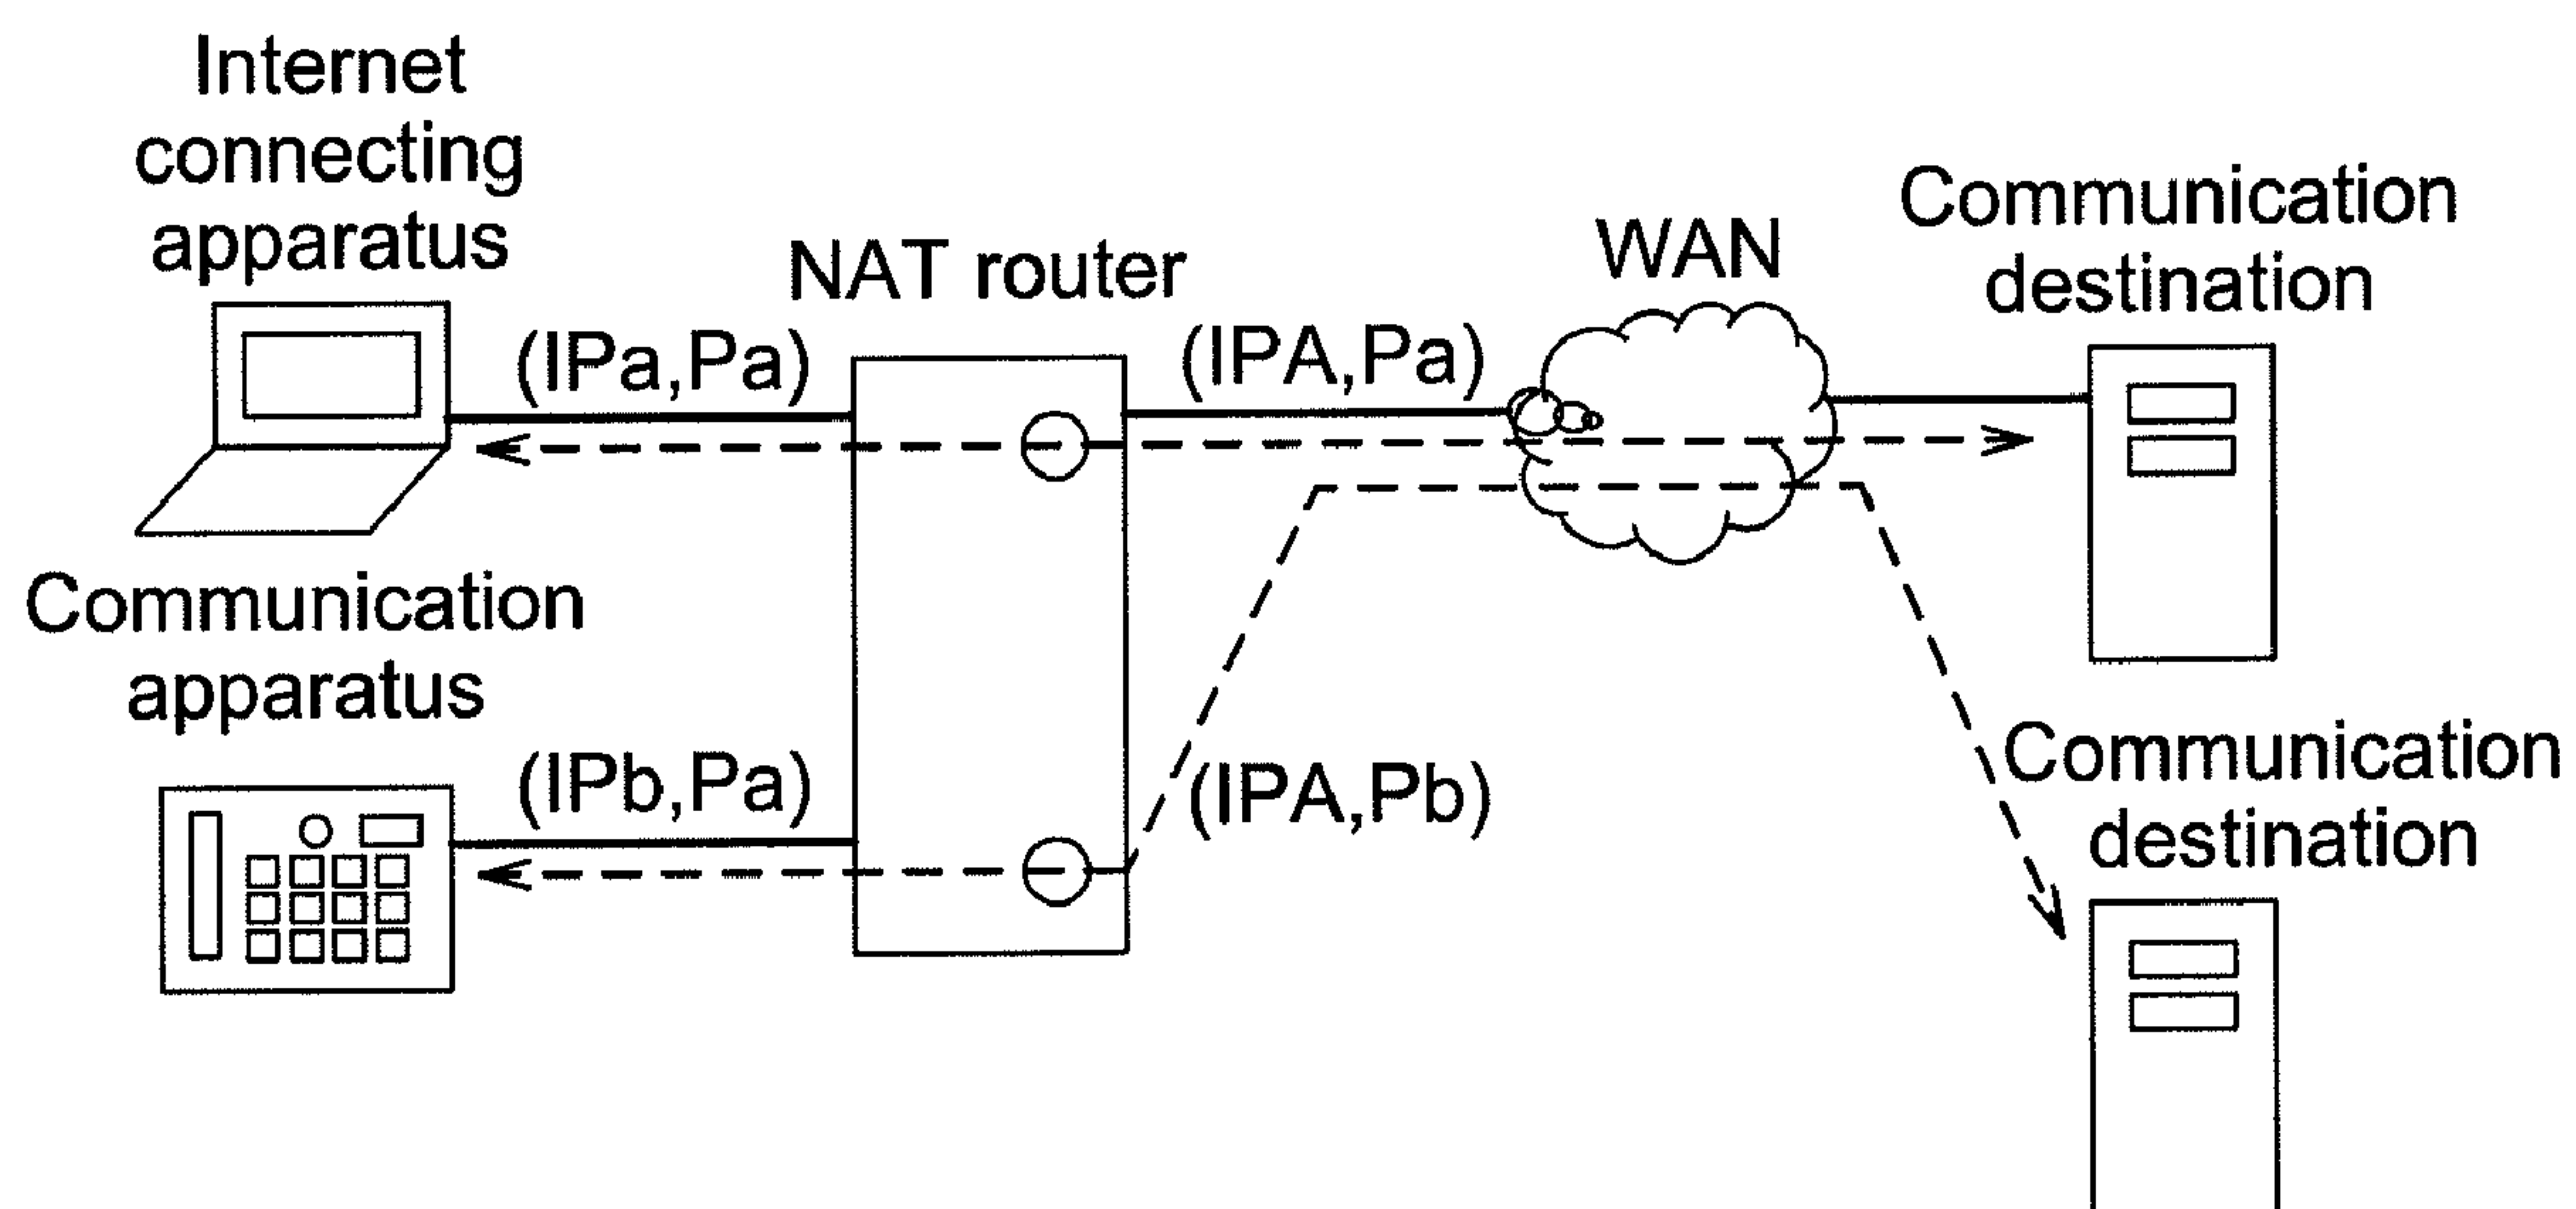 Internet
connecting
apparatus
NAT router
WAN
Communication
destination
(IPa,Pa)
(IPA,Pa)
Communication
apparatus
(IPb,Pa)
(IPA,Pb)
Communication
destination